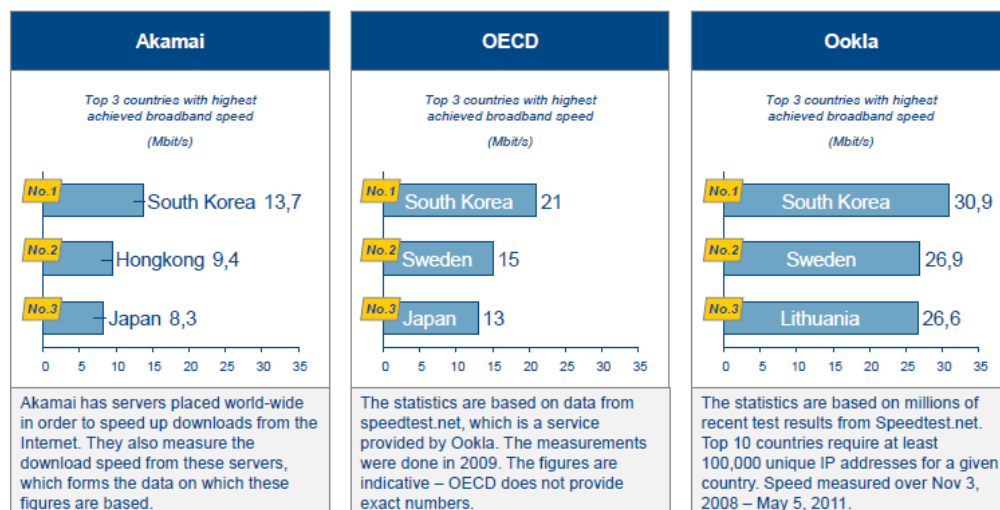 Akamai
Top 3 countries with highest
achieved broadband speed
(Mbit/s)
No.1
South Korea 13,7
No.2
Hongkong 9,4
No.3
Japan 8,3
0 5 10 15 20 25 30 35
Akamai has servers placed world-wide
in order to speed up downloads from the
Internet. They also measure the
download speed from these servers,
which forms the data on which these
figures are based.
OECD
Top 3 countries with highest
achieved broadband speed
(Mbit/s)
No.1
South Korea 21
No.2
Sweden 15
No.3
Japan 13
0 5 10 15 20 25 30 35
The statistics are based on data from
speedtest.net, which is a service
provided by Ookla. The measurements
were done in 2009. The figures are
indicative – OECD does not provide
exact numbers.
Ookla
Top 3 countries with highest
achieved broadband speed
(Mbit/s)
No.1
South Korea 30,9
No.2
Sweden 26,9
No.3
Lithuania 26,6
0 5 10 15 20 25 30 35
The statistics are based on millions of
recent test results from Speedtest.net.
Top 10 countries require at least
100,000 unique IP addresses for a given
country. Speed measured over Nov 3,
2008 – May 5, 2011.